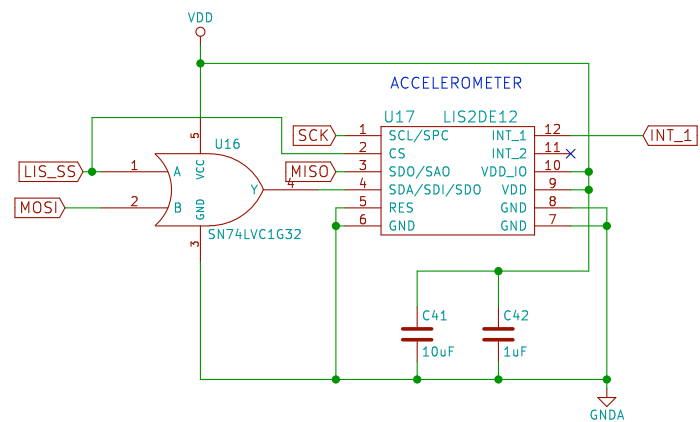 VDD
ACCELEROMETER
U17 LIS2DE12
5
U16
SCK 1 SCL/SPC INT_1 12 INT_1
2 CS INT_2 11
LIS_SS 1 A VCC MISO 3 SDO/SAO VDD_IO 10
Y 4 4 SDA/SDI/SDO VDD 9
MOSI 2 B GND 5 RES GND 8
3 SN74LVC1G32 6 GND GND 7
C41 C42
10uF 1uF
GNDA